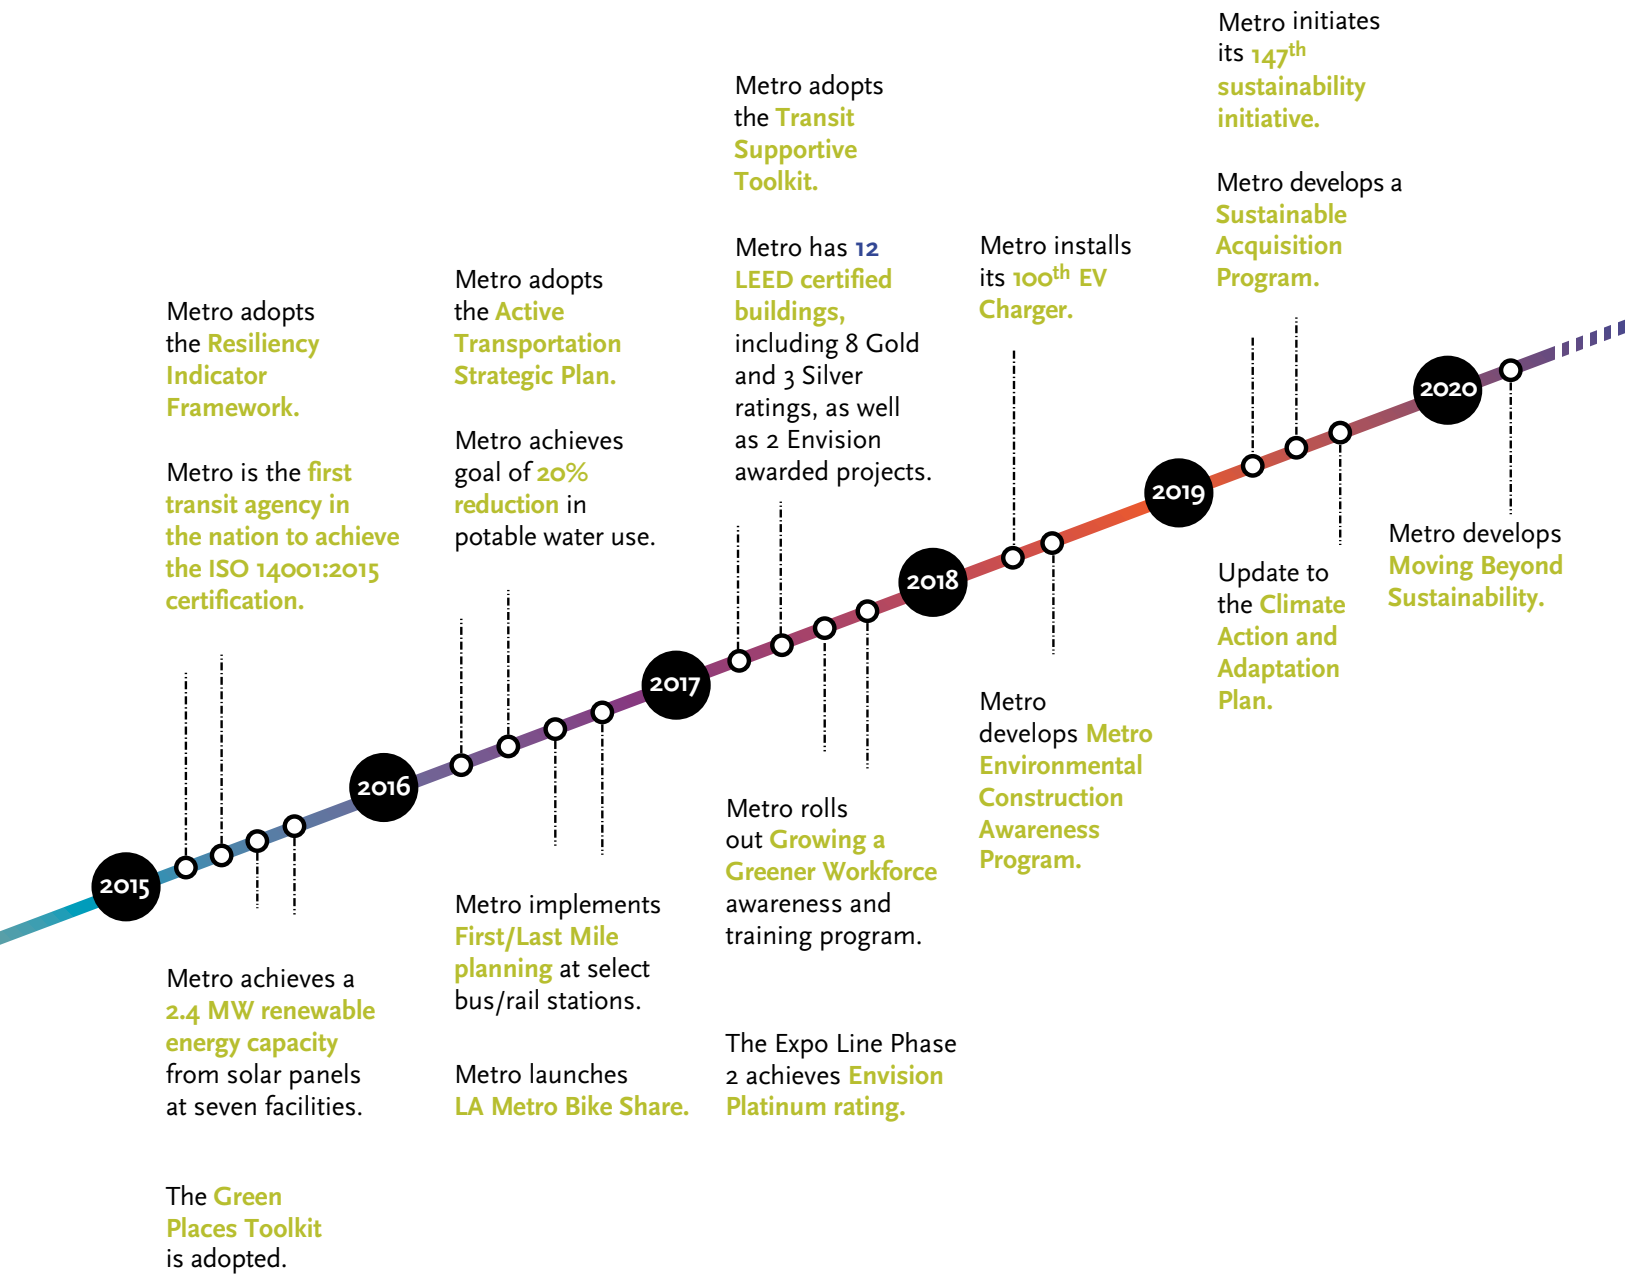 Metro initiates
its 147th
sustainability
initiative.
Metro develops a
Sustainable
Acquisition
Program.
Metro adopts
the Transit
Supportive
Toolkit.
Metro has 12
LEED certified
buildings,
including 8 Gold
and 3 Silver
ratings, as well
as 2 Envision
awarded projects.
Metro installs
its 100th EV
Charger.
Metro adopts
the Active
Transportation
Strategic Plan.
Metro achieves
goal of 20%
reduction in
potable water use.
Metro adopts
the Resiliency
Indicator
Framework.
Metro is the first
transit agency in
the nation to achieve
the ISO 14001:2015
certification.
2015
2016
2017
2018
2019
2020
Metro achieves a
2.4 MW renewable
energy capacity
from solar panels
at seven facilities.
The Green
Places Toolkit
is adopted.
Metro implements
First/Last Mile
planning at select
bus/rail stations.
Metro launches
LA Metro Bike Share.
Metro rolls
out Growing a
Greener Workforce
awareness and
training program.
The Expo Line Phase
2 achieves Envision
Platinum rating.
Metro
develops Metro
Environmental
Construction
Awareness
Program.
Update to
the Climate
Action and
Adaptation
Plan.
Metro develops
Moving Beyond
Sustainability.